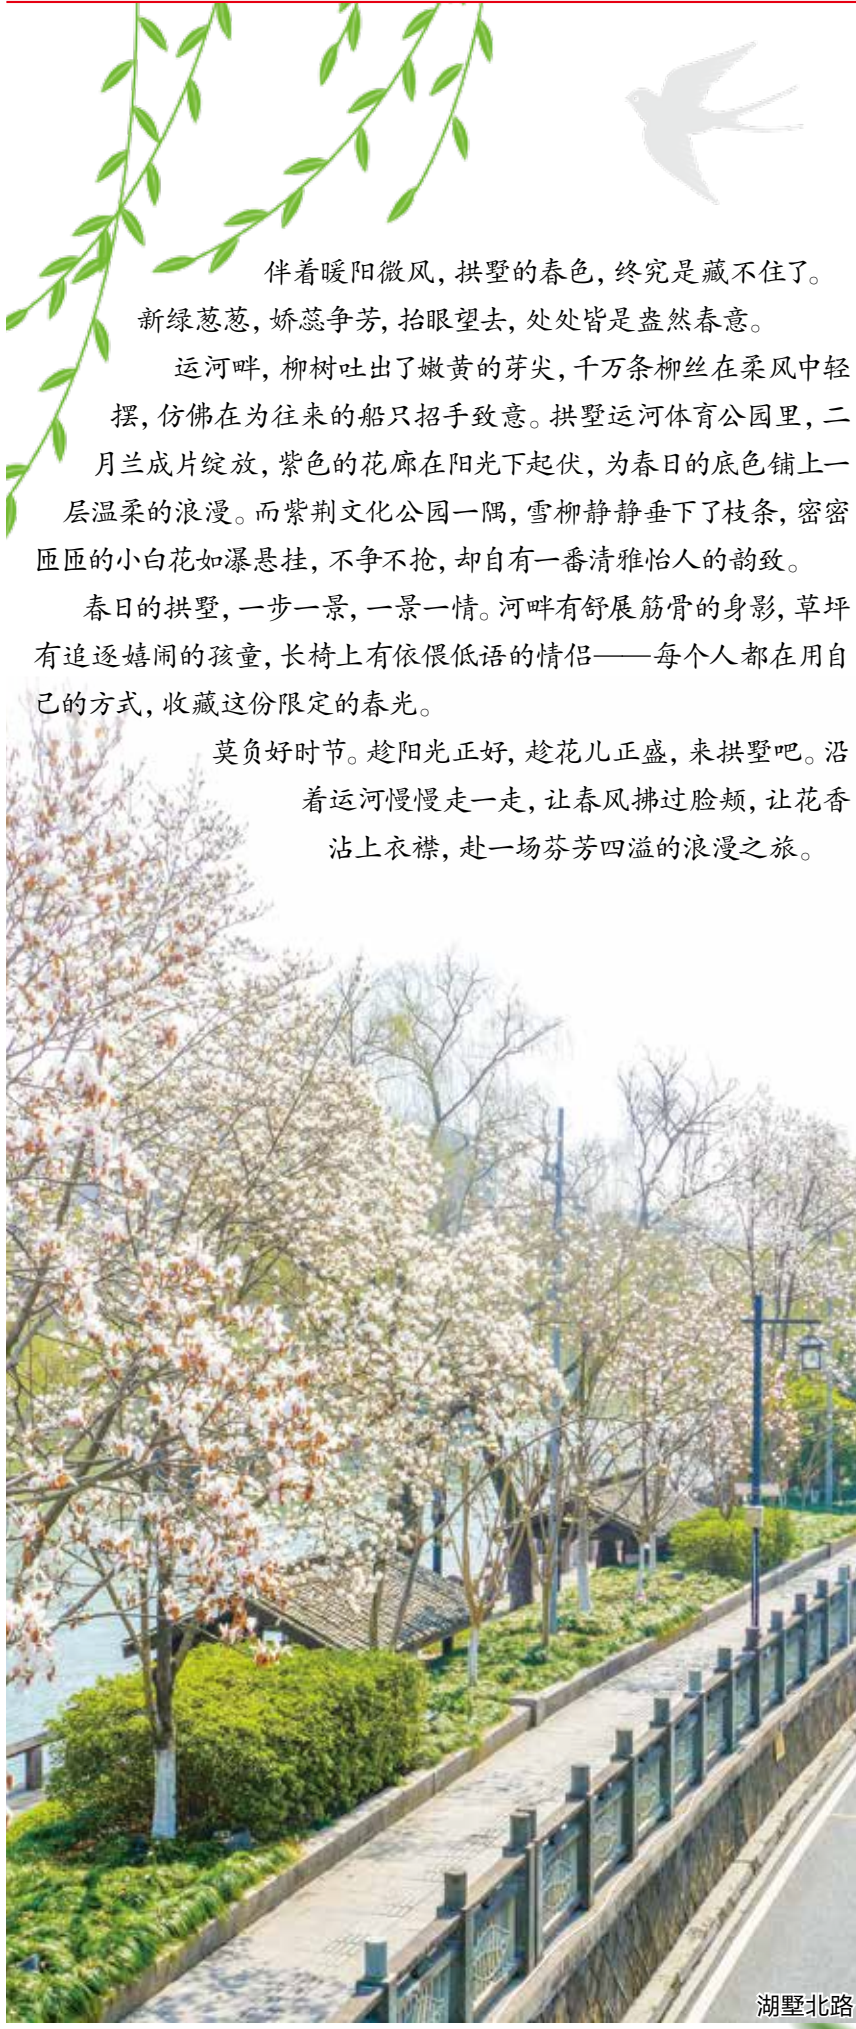 伴着暖阳微风，拱墅的春色，终究是藏不住了。
新绿葱葱，娇蕊争芳，抬眼望去，处处皆是盎然春意。
运河畔，柳树吐出了嫩黄的芽尖，千万条柳丝在柔风中轻
摆，仿佛在为往来的船只招手致意。拱墅运河体育公园里，二
月兰成片绽放，紫色的花廊在阳光下起伏，为春日的底色铺上一
层温柔的浪漫。而紫荆文化公园一隅，雪柳静静垂下了枝条，密密
匝匝的小白花如瀑悬挂，不争不抢，却自有一番清雅怡人的韵致。
春日的拱墅，一步一景，一景一情。河畔有舒展筋骨的身影，草坪
有追逐嬉闹的孩童，长椅上有依偎低语的情侣——每个人都在用自
己的方式，收藏这份限定的春光。
莫负好时节。趁阳光正好，趁花儿正盛，来拱墅吧。沿
着运河慢慢走一走，让春风拂过脸颊，让花香
沾上衣襟，赴一场芬芳四溢的浪漫之旅。
湖墅北路